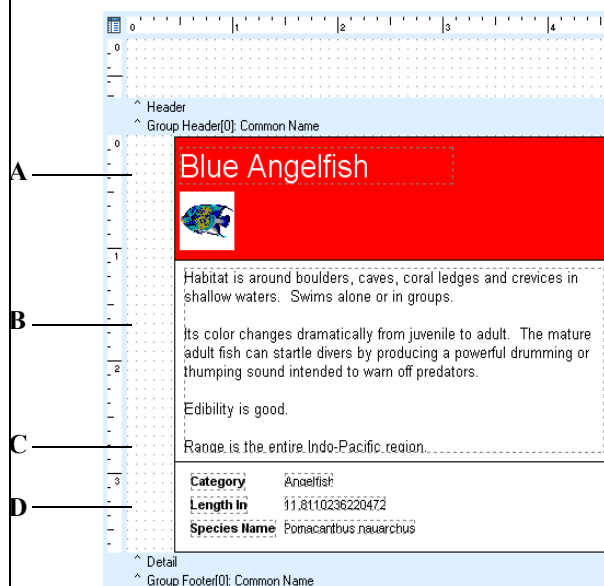 0 1 2 3 4
0
^ Header
^ Group Header[0]: Common Name
0
A
Blue Angelfish
1
Habitat is around boulders, caves, coral ledges and crevices in
shallow waters. Swims alone or in groups.
B
Its color changes dramatically from juvenile to adult. The mature
adult fish can startle divers by producing a powerful drumming or
2
thumping sound intended to warn off predators.
Edibility is good.
C
Range is the entire Indo-Pacific region.
3
Category Angelfish
D
Length In 11.8110236220472
Species Name Pomacanthus nauarchus
^ Detail
^ Group Footer[0]: Common Name